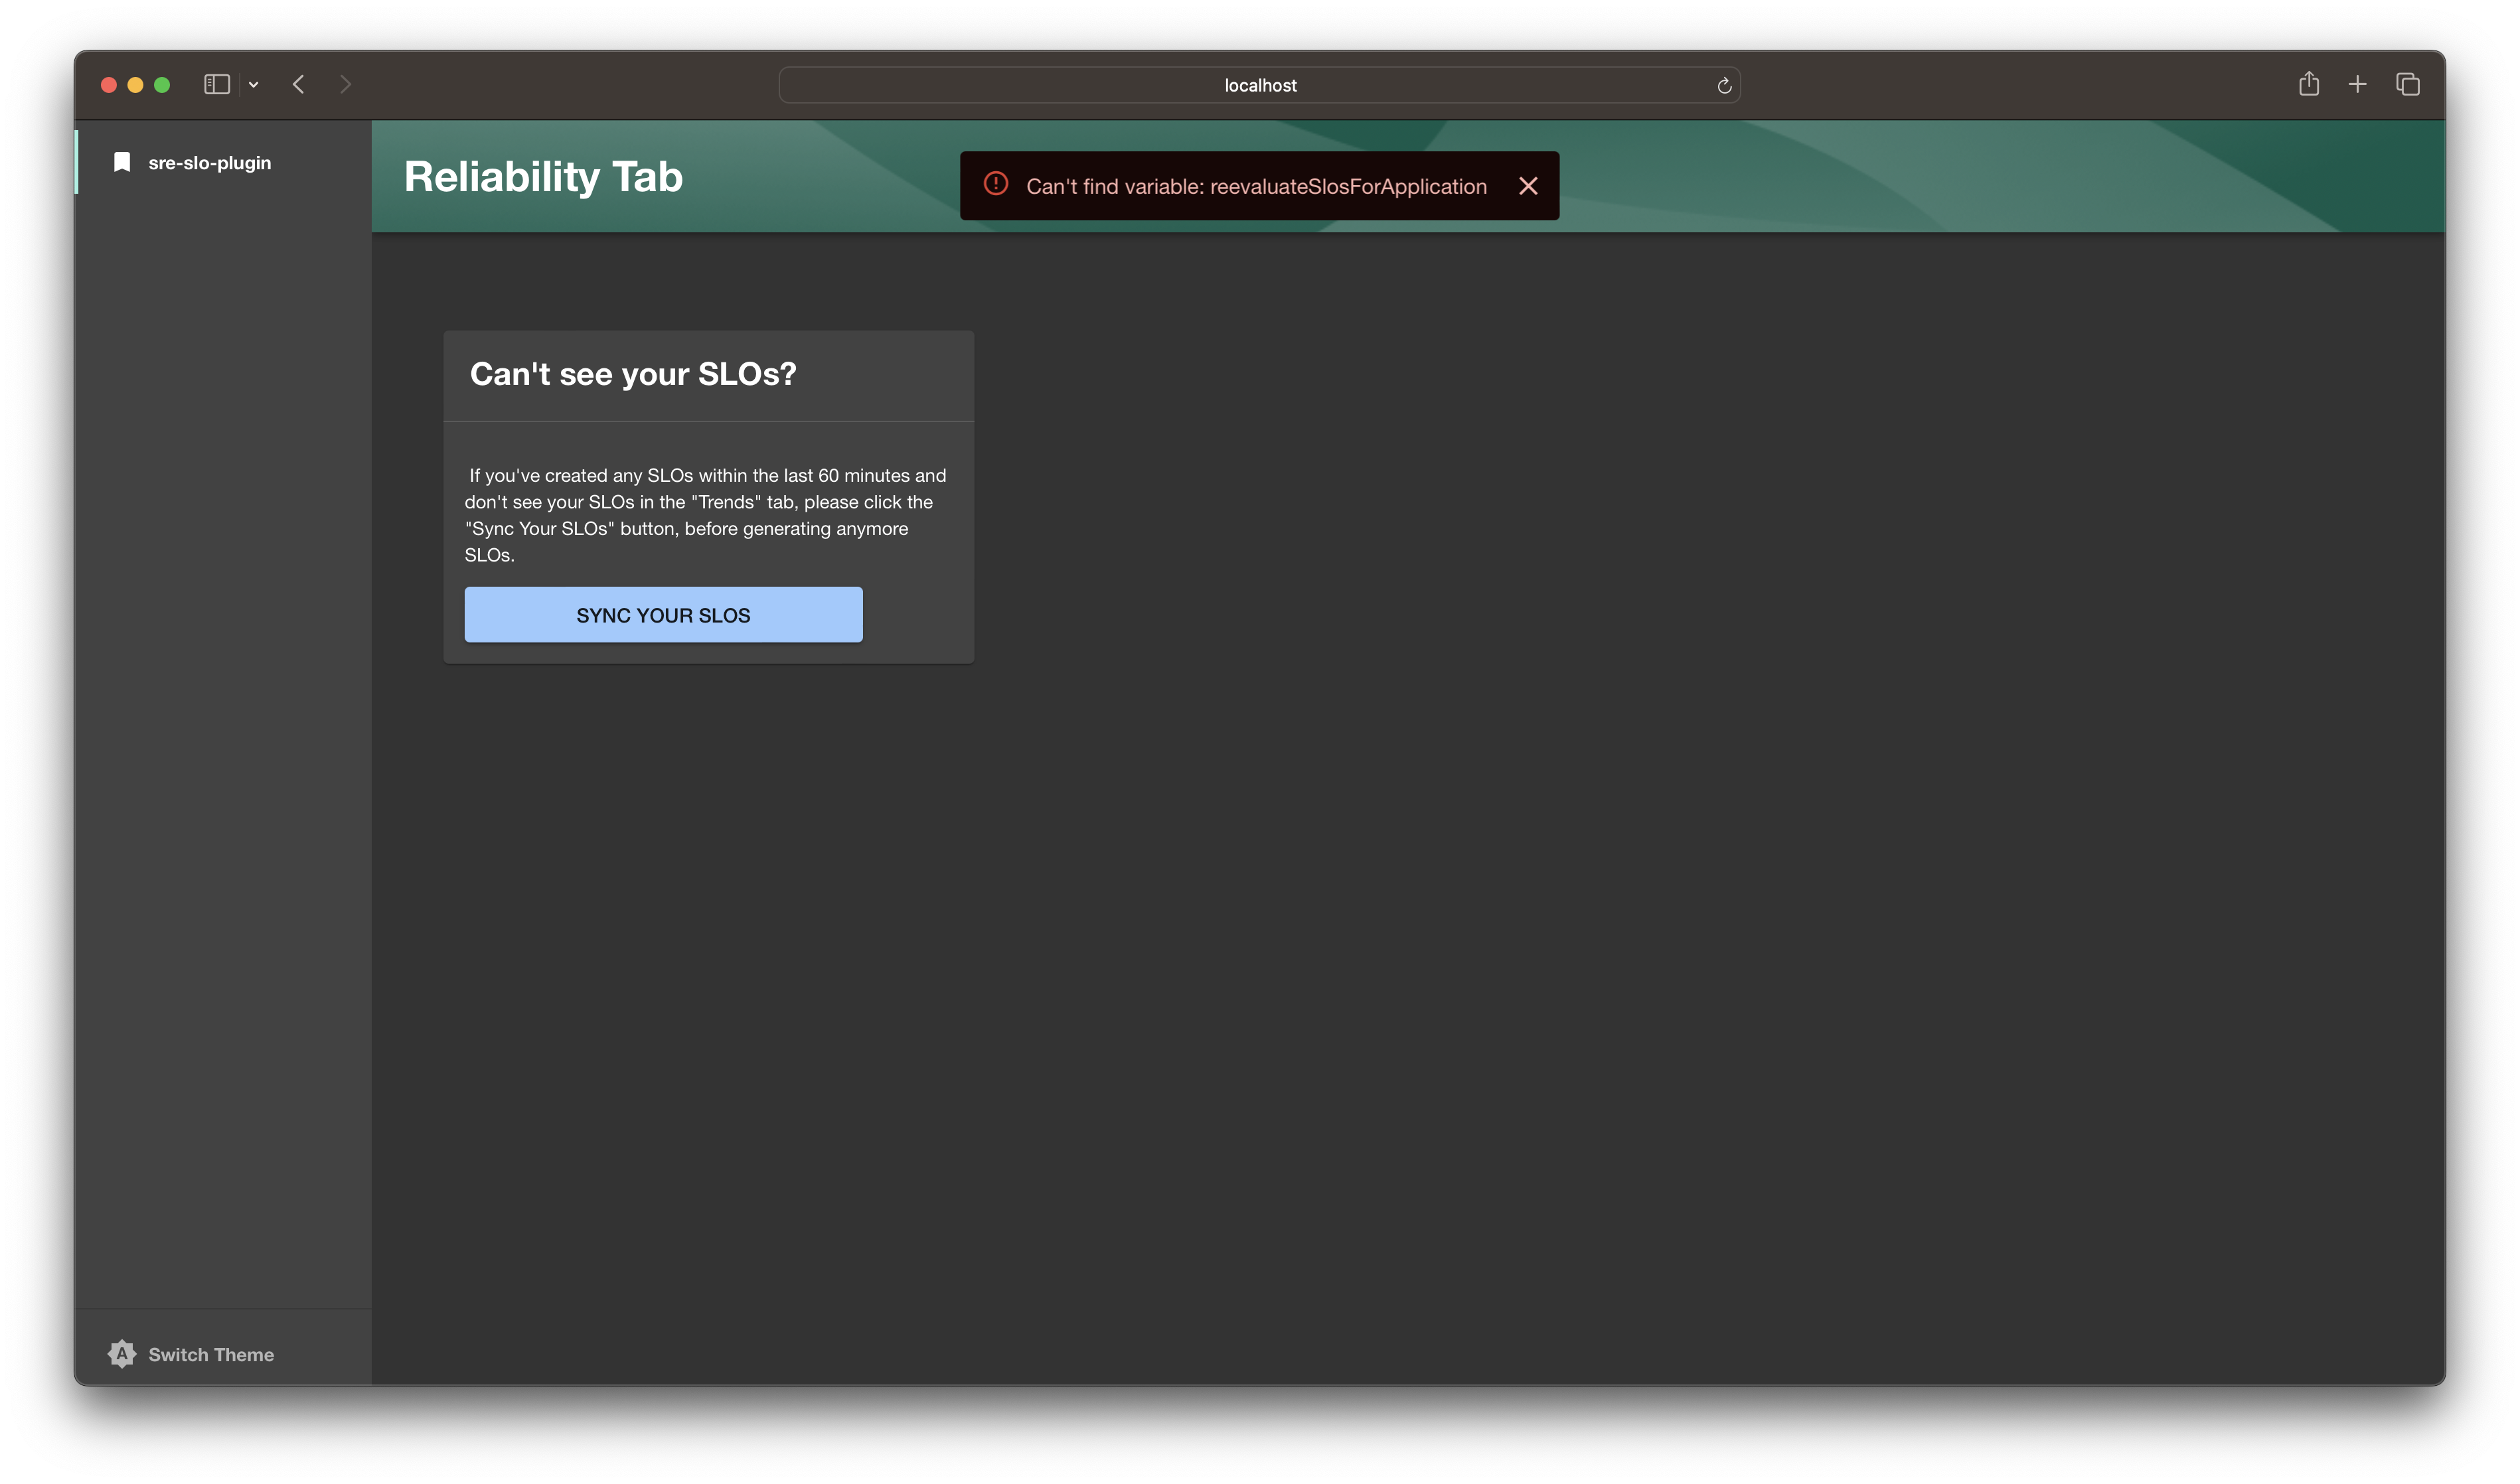 localhost
sre-slo-plugin
Reliability Tab
Can't find variable: reevaluateSlosForApplication
Can't see your SLOs?
If you've created any SLOs within the last 60 minutes and
don't see your SLOs in the "Trends" tab, please click the
"Sync Your SLOs" button, before generating anymore
SLOs.
SYNC YOUR SLOS
A
Switch Theme